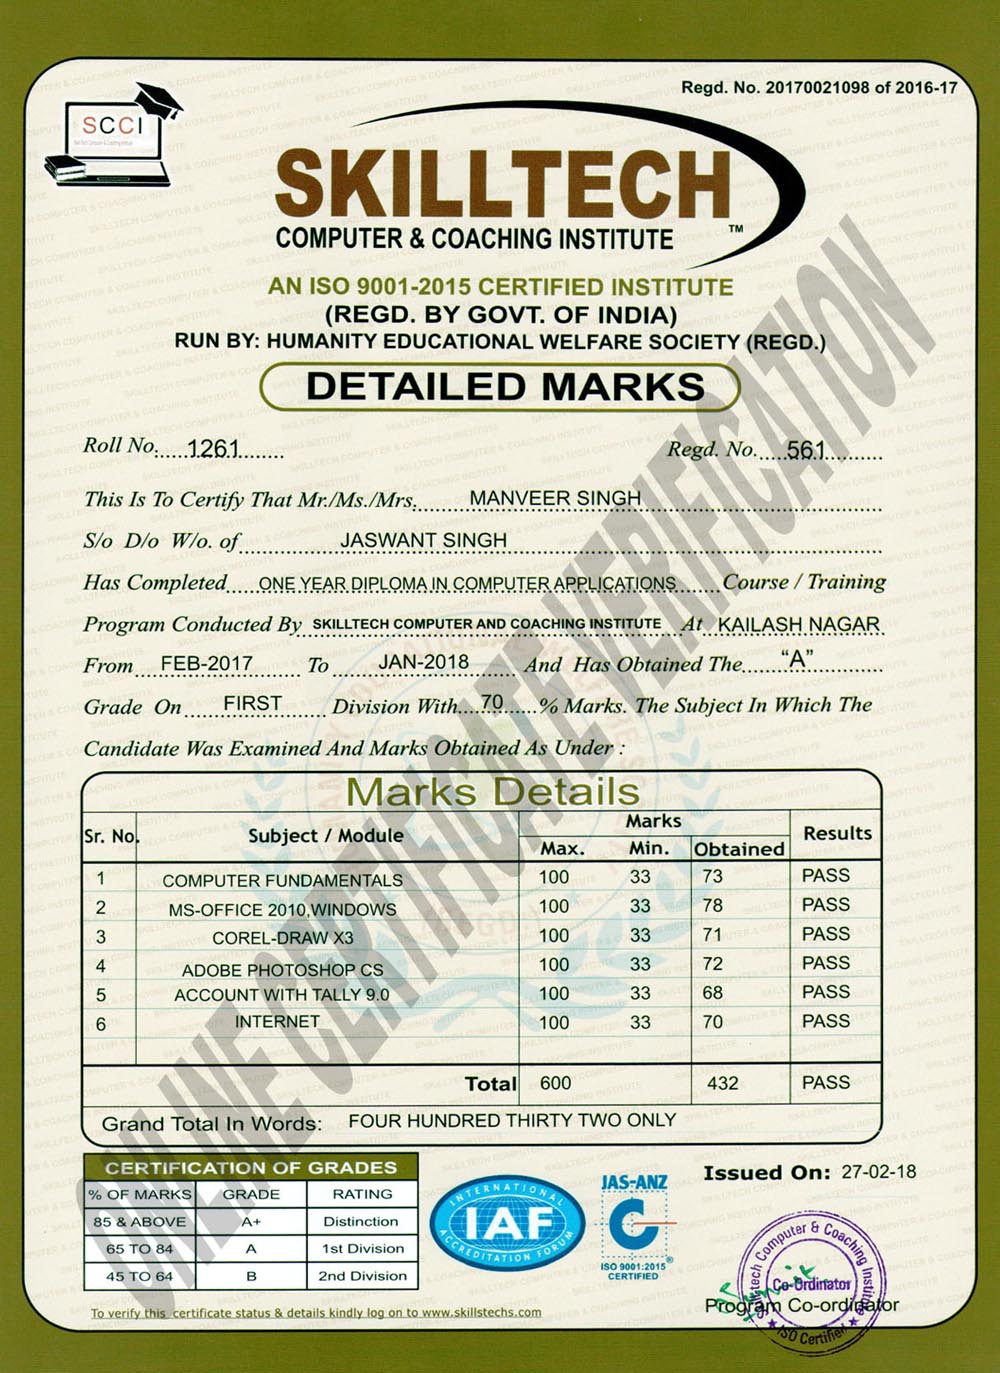 Regd. No. 20170021098 of 2016-17
SCCI
SKILLTECH
TM
COMPUTER & COACHING INSTITUTE
AN ISO 9001-2015 CERTIFIED INSTITUTE
(REGD. BY GOVT. OF INDIA)
RUN BY: HUMANITY EDUCATIONAL WELFARE SOCIETY (REGD.)
DETAILED MARKS
Roll No. 1261 Regd. No. 561
This Is To Certify That Mr./Ms./Mrs. MANVEER SINGH
S/o D/o W/o. of JASWANT SINGH
Has Completed ONE YEAR DIPLOMA IN COMPUTER APPLICATIONS Course / Training
Program Conducted By SKILLTECH COMPUTER AND COACHING INSTITUTE At KAILASH NAGAR
From FEB-2017 To JAN-2018 And Has Obtained The "A"
Grade On FIRST Division With 70 % Marks. The Subject In Which The
Candidate Was Examined And Marks Obtained As Under :
Marks Details
Sr. No. Subject / Module Marks Results
Max. Min. Obtained
1 COMPUTER FUNDAMENTALS 100 33 73 PASS
2 MS-OFFICE 2010,WINDOWS 100 33 78 PASS
3 COREL-DRAW X3 100 33 71 PASS
4 ADOBE PHOTOSHOP CS 100 33 72 PASS
5 ACCOUNT WITH TALLY 9.0 100 33 68 PASS
6 INTERNET 100 33 70 PASS
Total 600 432 PASS
Grand Total In Words: FOUR HUNDRED THIRTY TWO ONLY
ONLINE CERTIFICATE VERIFICATION
CERTIFICATION OF GRADES
% OF MARKS GRADE RATING
85 & ABOVE A+ Distinction
65 TO 84 A 1st Division
45 TO 64 B 2nd Division
INTERNATIONAL
IAF
ACCREDITATION FORUM
JAS-ANZ
C
ISO 9001:2015
CERTIFIED
Issued On: 27-02-18
Skilltech Computer & Coaching Institute
Co-Ordinator
ISO Certified
Program Co-ordinator
To verify this certificate status & details kindly log on to www.skillstechs.com